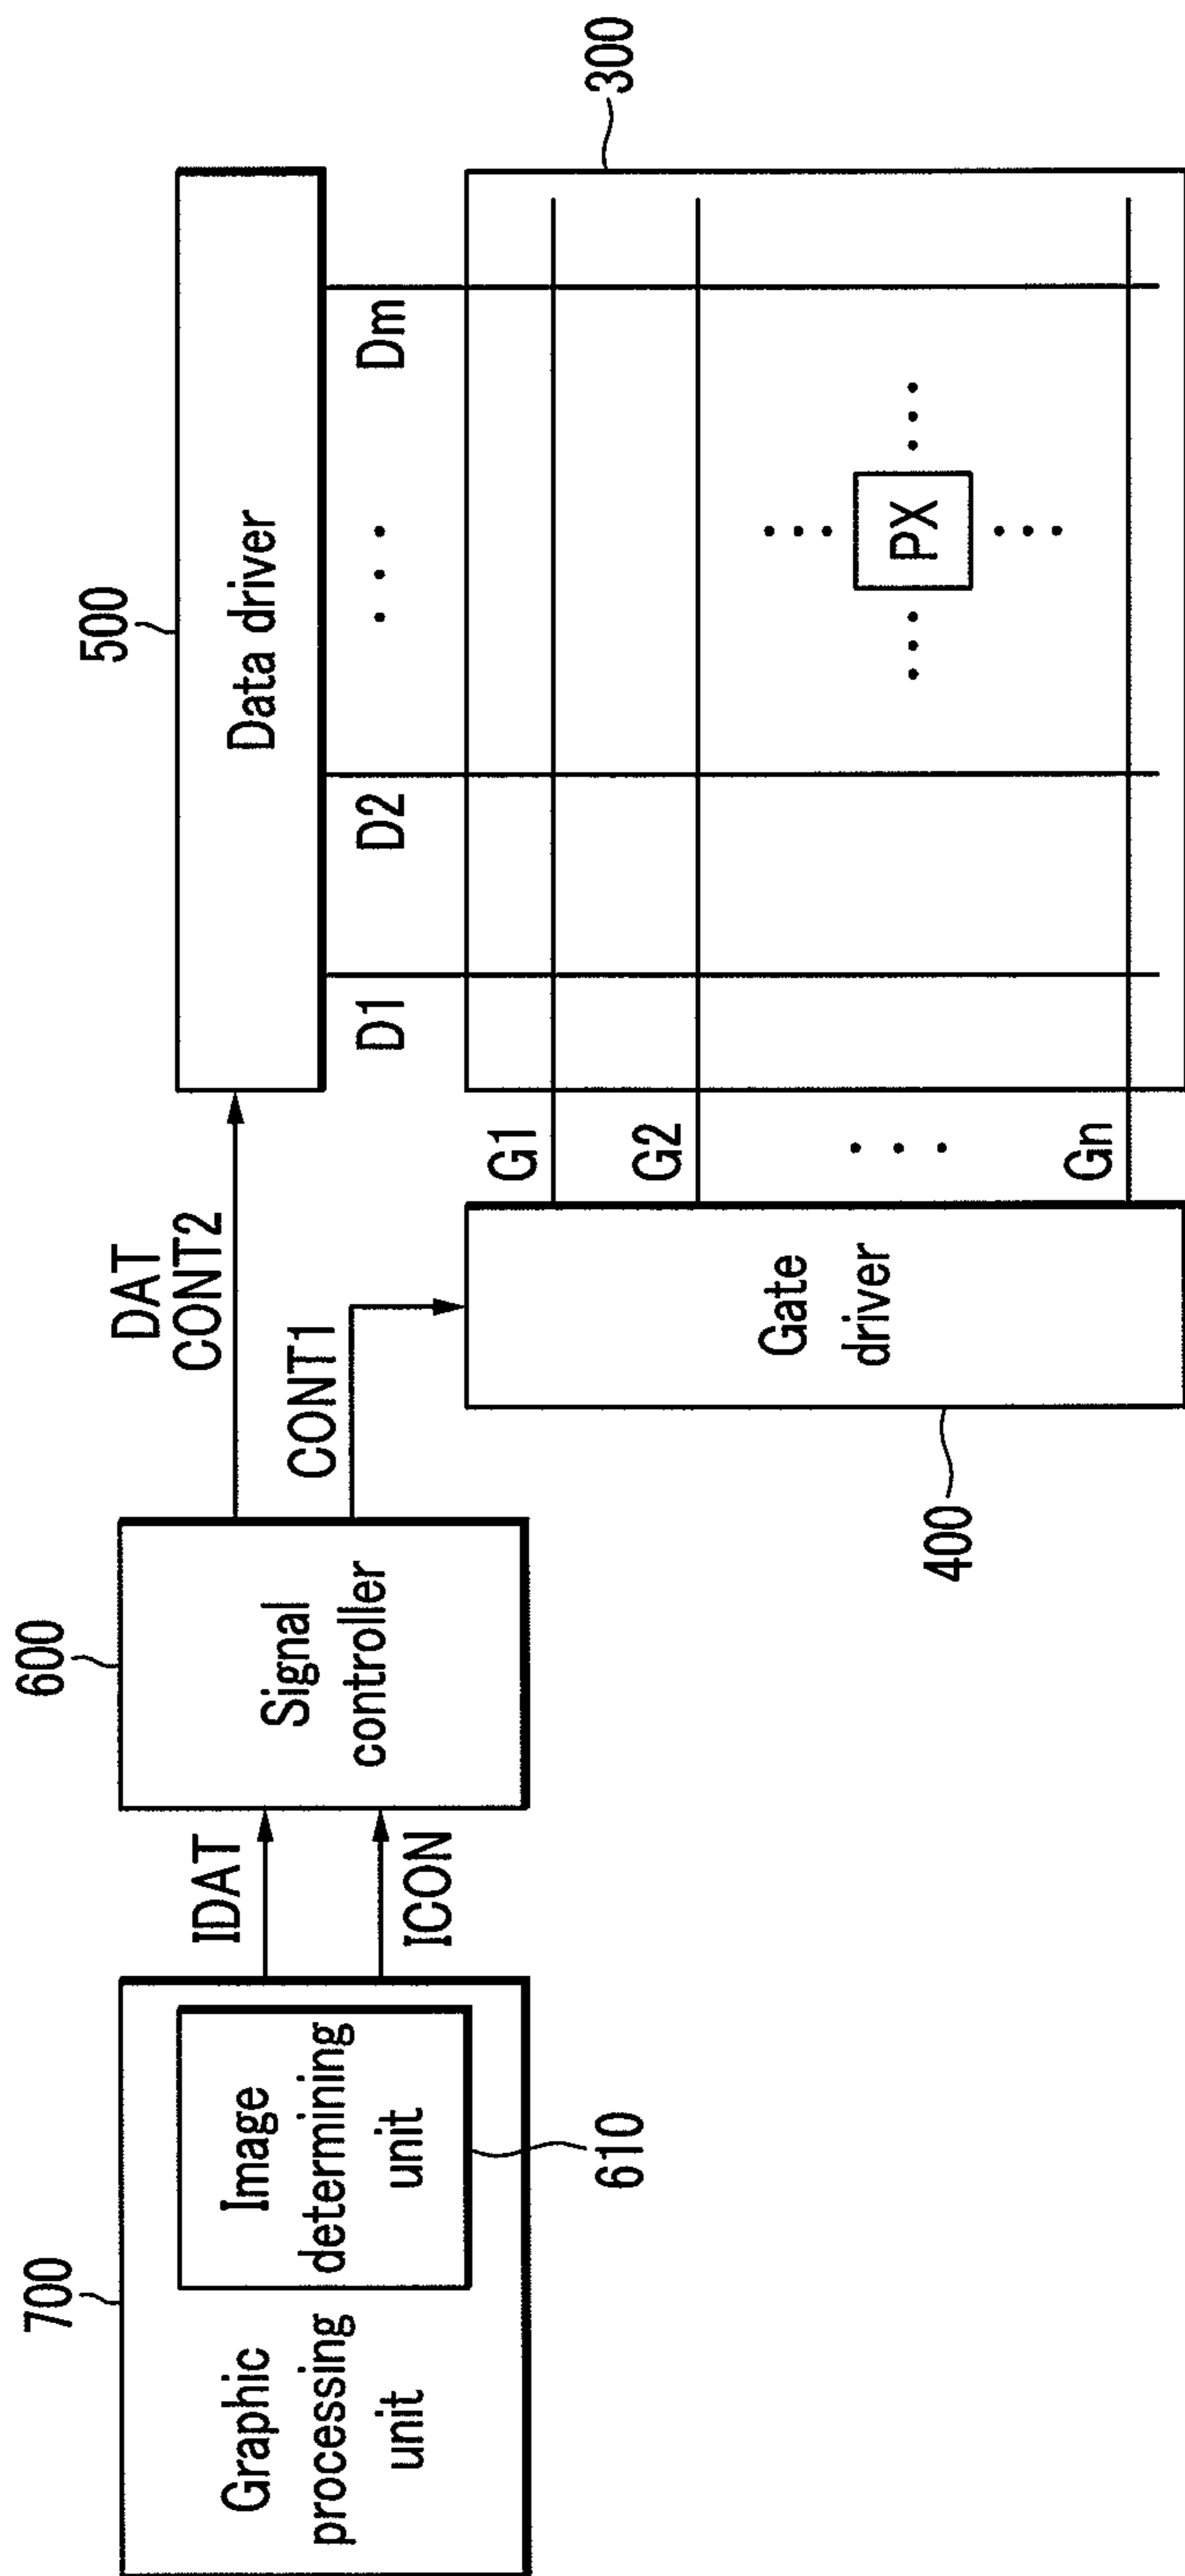 700
Graphic
processing
unit
Image
determining
unit
610
IDAT
ICON
600
Signal
controller
DAT
CONT2
CONT1
500
Data driver
400
Gate
driver
D1
D2
Dm
G1
G2
Gn
PX
300